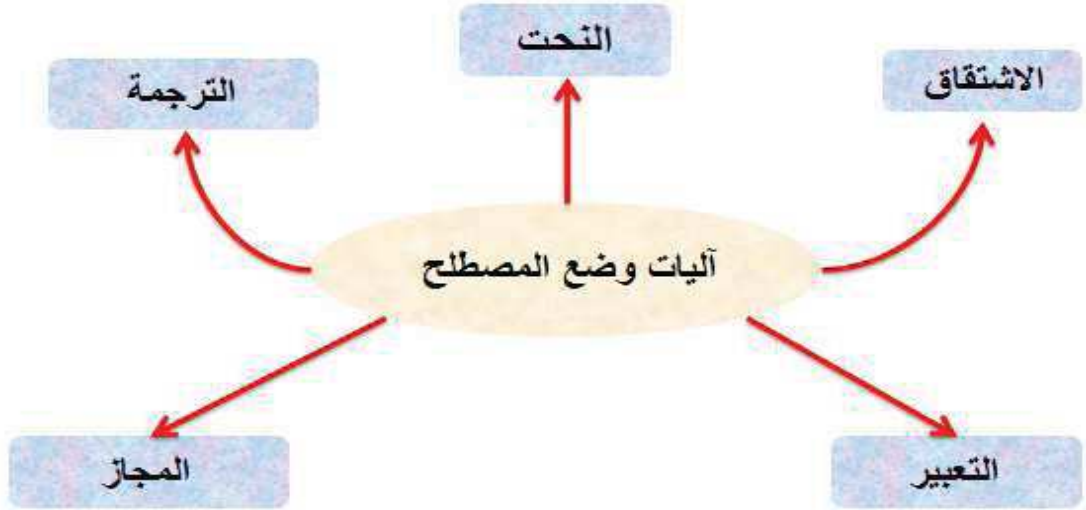 النحت
الاشتقاق
الترجمة
آليات وضع المصطلح
التعبير
المجاز